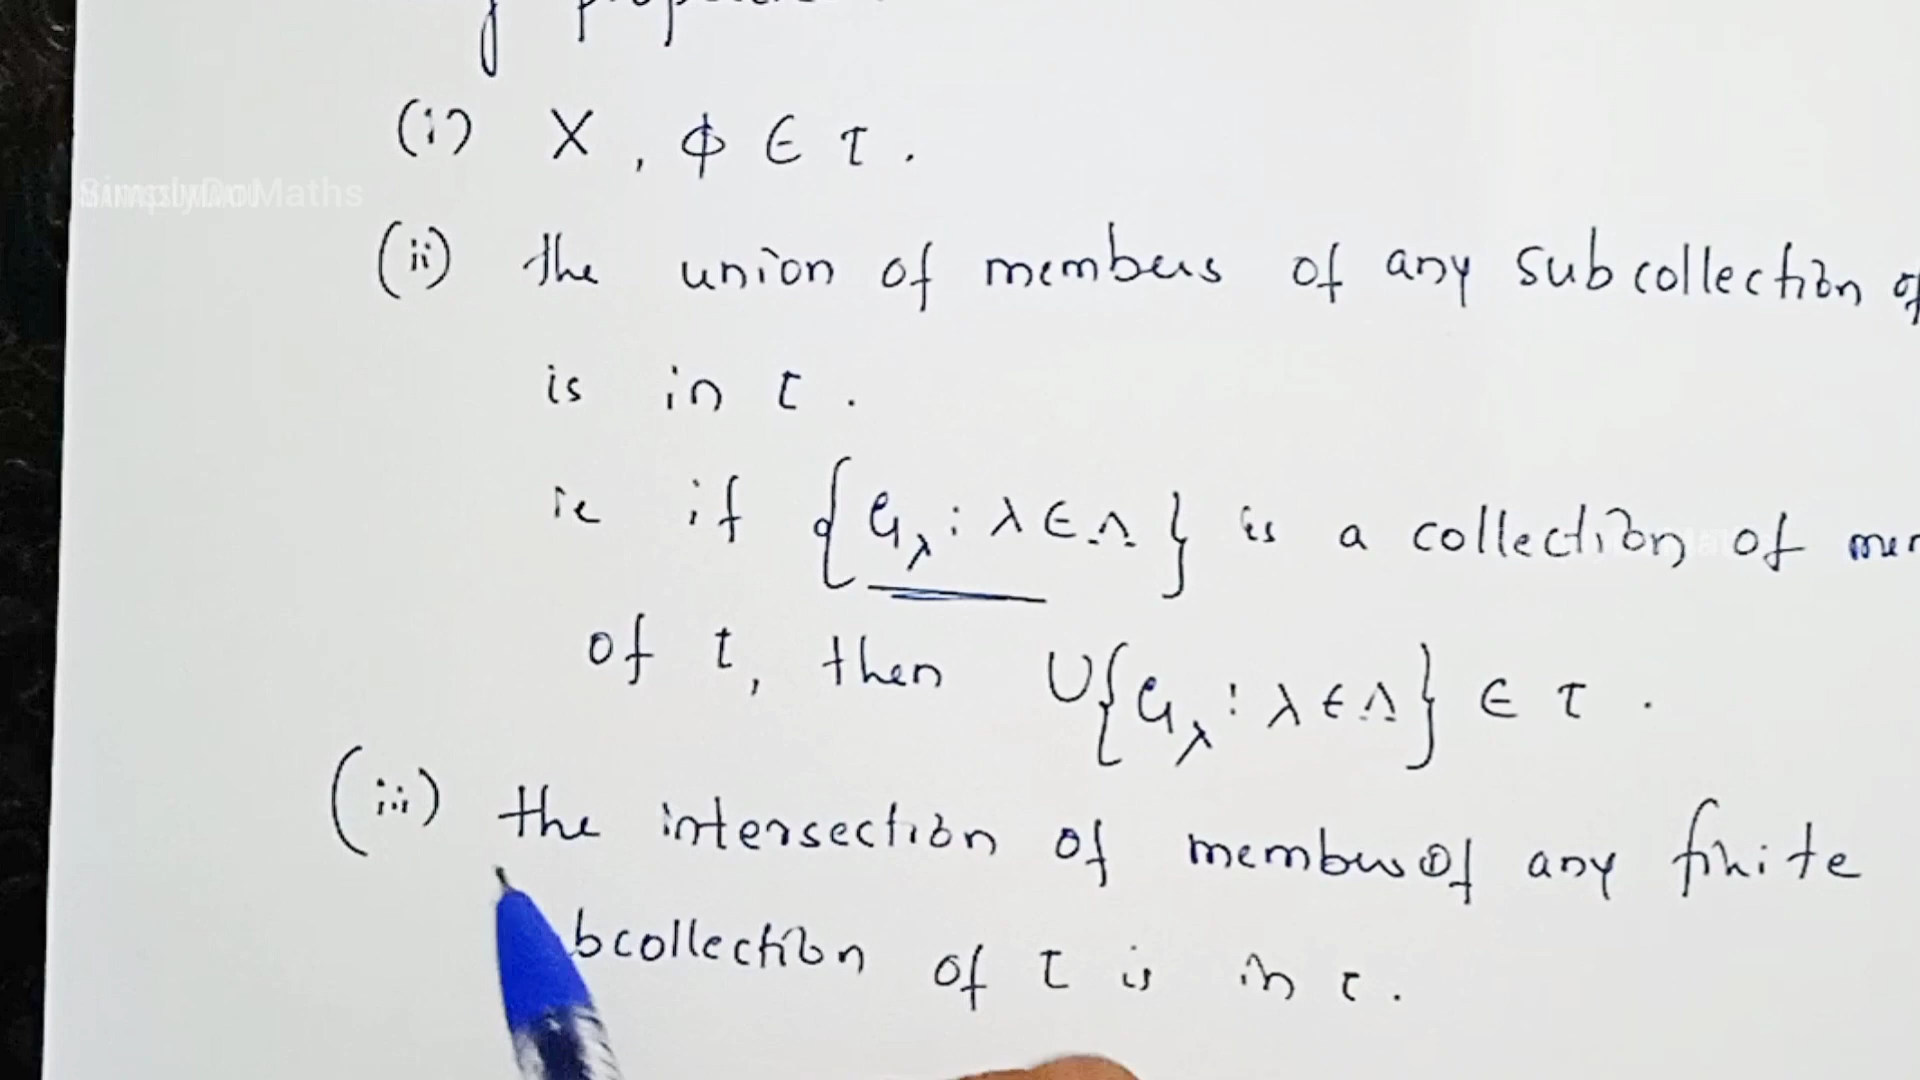 (i) X , ϕ ∈ τ .
SimplyDoMaths
(ii) the union of members of any subcollection of
is in τ .
ie if {G_λ : λ ∈ Λ} is a collection of
of τ, then ∪{G_λ : λ ∈ Λ} ∈ τ .
(iii) the intersection of members of any finite
bcollection of τ is in τ .